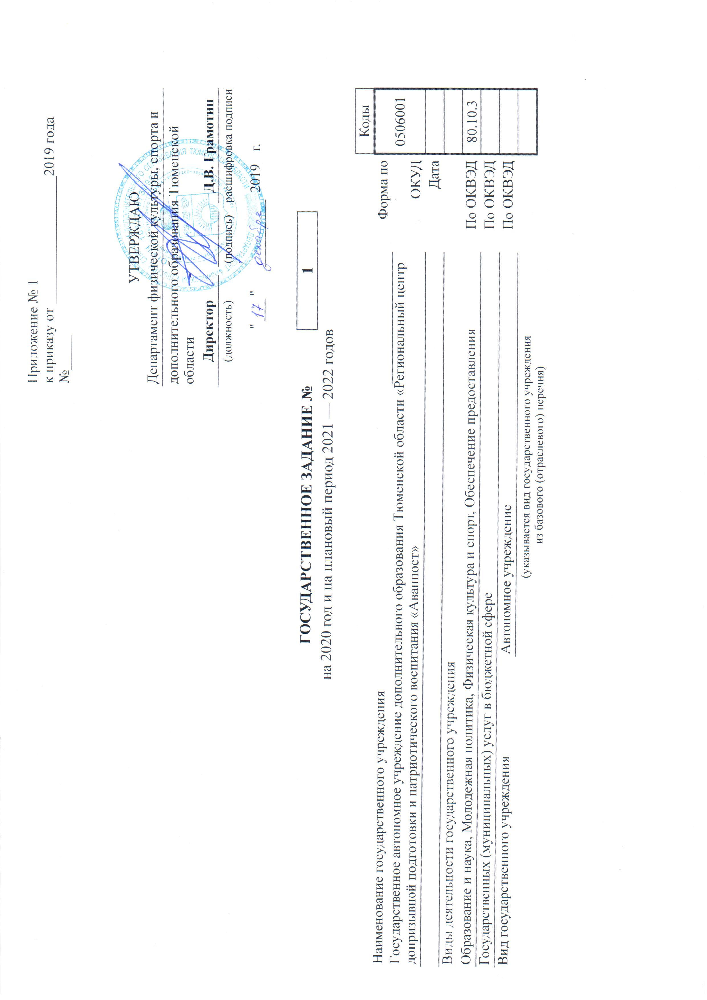 Приложение № 1
к приказу от ________ 2019 года
№____
УТВЕРЖДАЮ
Департамент физической культуры, спорта и
дополнительного образования Тюменской
области
Директор Д.В. Грамотин
(должность) (подпись) расшифровка подписи
" 17 " декабря 2019 г.
ГОСУДАРСТВЕННОЕ ЗАДАНИЕ № 1
на 2020 год и на плановый период 2021 — 2022 годов
Коды
Наименование государственного учреждения Форма по
Государственное автономное учреждение дополнительного образования Тюменской области «Региональный центр 0506001
допризывной подготовки и патриотического воспитания «Аванпост» ОКУД
Дата
Виды деятельности государственного учреждения
Образование и наука, Молодежная политика, Физическая культура и спорт, Обеспечение предоставления По ОКВЭД 80.10.3
Государственных (муниципальных) услуг в бюджетной сфере По ОКВЭД
Вид государственного учреждения Автономное учреждение По ОКВЭД
(указывается вид государственного учреждения
из базового (отраслевого) перечня)